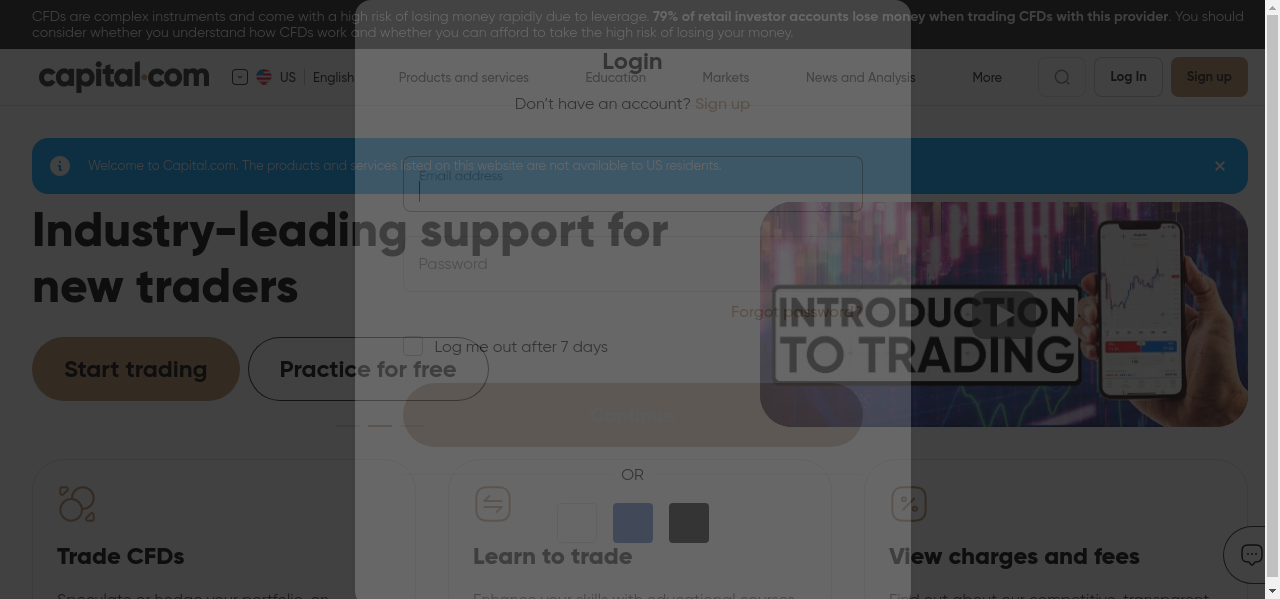 CFDs are complex instruments and come with a high risk of losing money rapidly due to leverage. 79% of retail investor accounts lose money when trading CFDs with this provider. You should
consider whether you understand how CFDs work and whether you can afford to take the high risk of losing your money.
capital.com
US English
Products and services
Education
Markets
News and Analysis
More
Log In
Sign up
Login
Don't have an account? Sign up
Welcome to Capital.com. The products and services listed on this website are not available to US residents.
Email address
Password
Forgot password?
Log me out after 7 days
Continue
OR
Industry-leading support for
new traders
Start trading
Practice for free
INTRODUCTION
TO TRADING
Trade CFDs
Learn to trade
View charges and fees
Speculate or hedge your portfolio, on
Enhance your skills with educational courses
Find out about our competitive, transparent